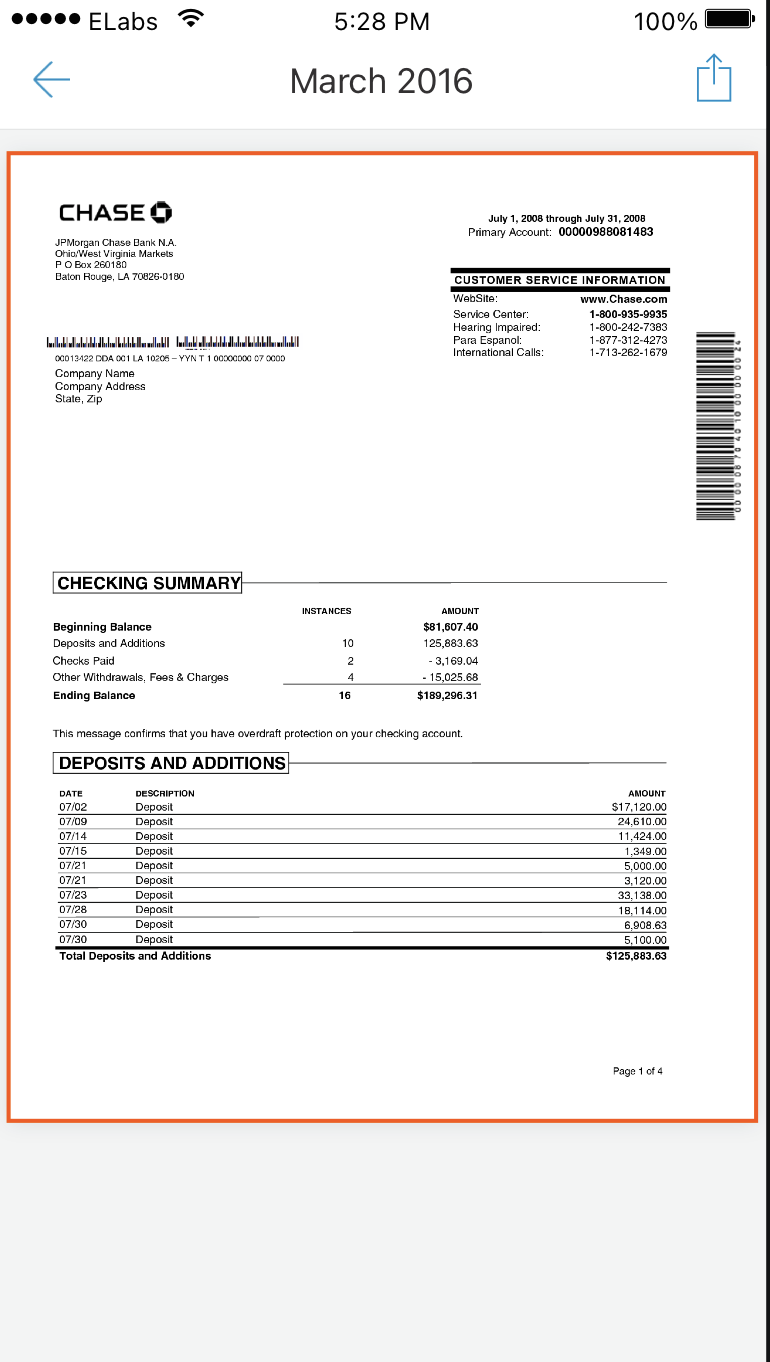 ELabs 5:28 PM 100%
March 2016
CHASE
July 1, 2008 through July 31, 2008
Primary Account: 00000988081483
JPMorgan Chase Bank N.A.
Ohio/West Virginia Markets
P O Box 260180
Baton Rouge, LA 70826-0180
CUSTOMER SERVICE INFORMATION
WebSite: www.Chase.com
Service Center: 1-800-935-9935
Hearing Impaired: 1-800-242-7383
Para Espanol: 1-877-312-4273
International Calls: 1-713-262-1679
00013422 DDA 001 LA 10205 – YYN T 1 00000000 07 0000
Company Name
Company Address
State, Zip
CHECKING SUMMARY
INSTANCES AMOUNT
Beginning Balance $81,607.40
Deposits and Additions 10 125,883.63
Checks Paid 2 - 3,169.04
Other Withdrawals, Fees & Charges 4 - 15,025.68
Ending Balance 16 $189,296.31
This message confirms that you have overdraft protection on your checking account.
DEPOSITS AND ADDITIONS
DATE DESCRIPTION AMOUNT
07/02 Deposit $17,120.00
07/09 Deposit 24,610.00
07/14 Deposit 11,424.00
07/15 Deposit 1,349.00
07/21 Deposit 5,000.00
07/21 Deposit 3,120.00
07/23 Deposit 33,138.00
07/28 Deposit 18,114.00
07/30 Deposit 6,908.63
07/30 Deposit 5,100.00
Total Deposits and Additions $125,883.63
Page 1 of 4